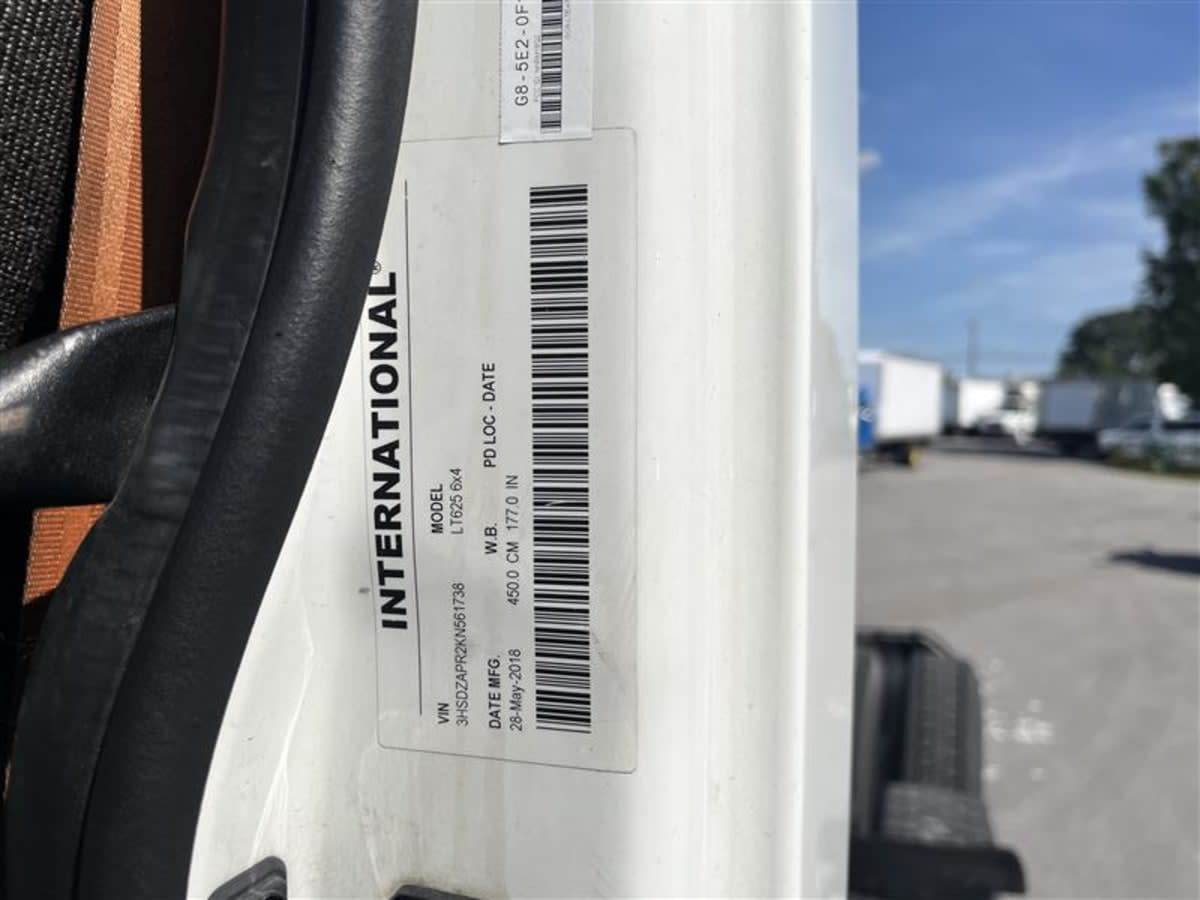 G8-5E2-0F
INTERNATIONAL®
VIN
MODEL
3HSDZAPR2KN561738
LT625 6x4
DATE MFG.
W.B.
PD LOC - DATE
28-May-2018
450.0 CM 177.0 IN